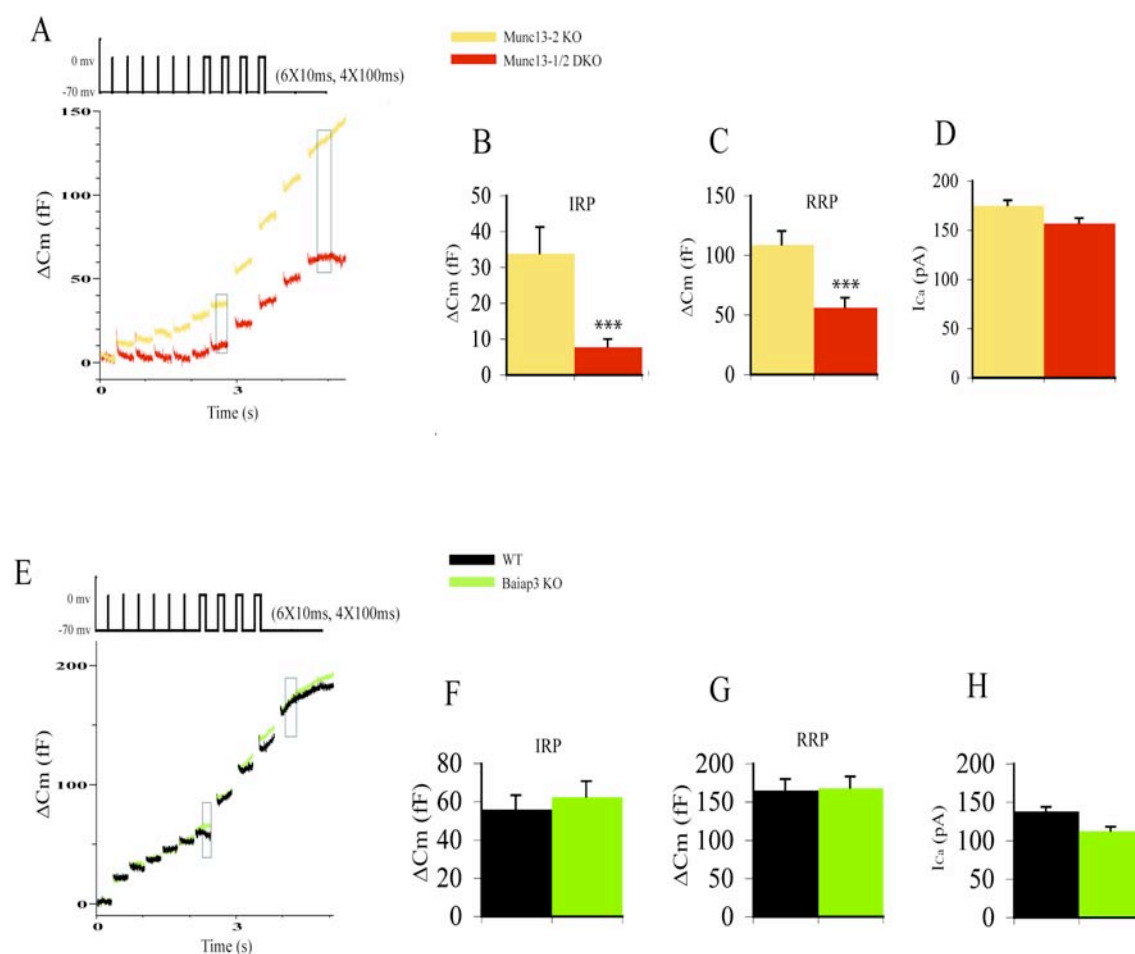 A
Munc13-2 KO
Munc13-1/2 DKO
0 mv
-70 mv
(6X10ms, 4X100ms)
150
100
50
0
ΔCm (fF)
0
3
Time (s)
B
IRP
50
40
30
20
10
0
ΔCm (fF)
***
C
RRP
150
100
50
0
ΔCm (fF)
***
D
200
150
100
50
0
ICa (pA)
E
WT
Baiap3 KO
0 mv
-70 mv
(6X10ms, 4X100ms)
200
100
0
ΔCm (fF)
0
3
Time (s)
F
IRP
80
60
40
20
0
ΔCm (fF)
G
RRP
200
150
100
50
0
ΔCm (fF)
H
200
150
100
50
0
ICa (pA)